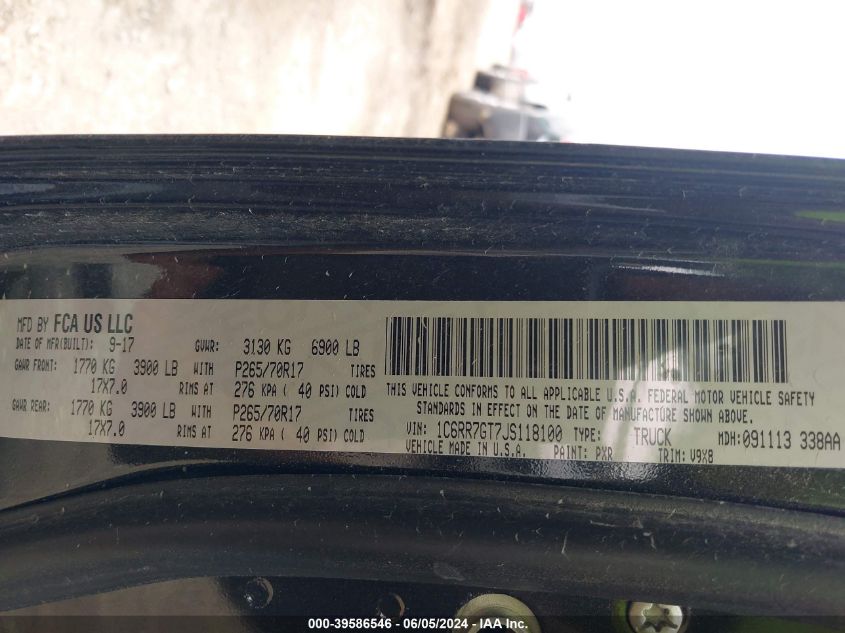 MFD BY FCA US LLC
DATE OF MFR(BUILT): 9-17 GVWR: 3130 KG 6900 LB
GAWR FRONT: 1770 KG 3900 LB WITH P265/70R17 TIRES
17X7.0 RIMS AT 276 KPA ( 40 PSI) COLD
GAWR REAR: 1770 KG 3900 LB WITH P265/70R17 TIRES
17X7.0 RIMS AT 276 KPA ( 40 PSI) COLD
THIS VEHICLE CONFORMS TO ALL APPLICABLE U.S.A. FEDERAL MOTOR VEHICLE SAFETY
STANDARDS IN EFFECT ON THE DATE OF MANUFACTURE SHOWN ABOVE.
VIN: 1C6RR7GT7JS118100 TYPE: TRUCK MDH: 091113 338AA
VEHICLE MADE IN U.S.A. PAINT: PXR TRIM: V9X8
000-39586546 - 06/05/2024 - IAA Inc.